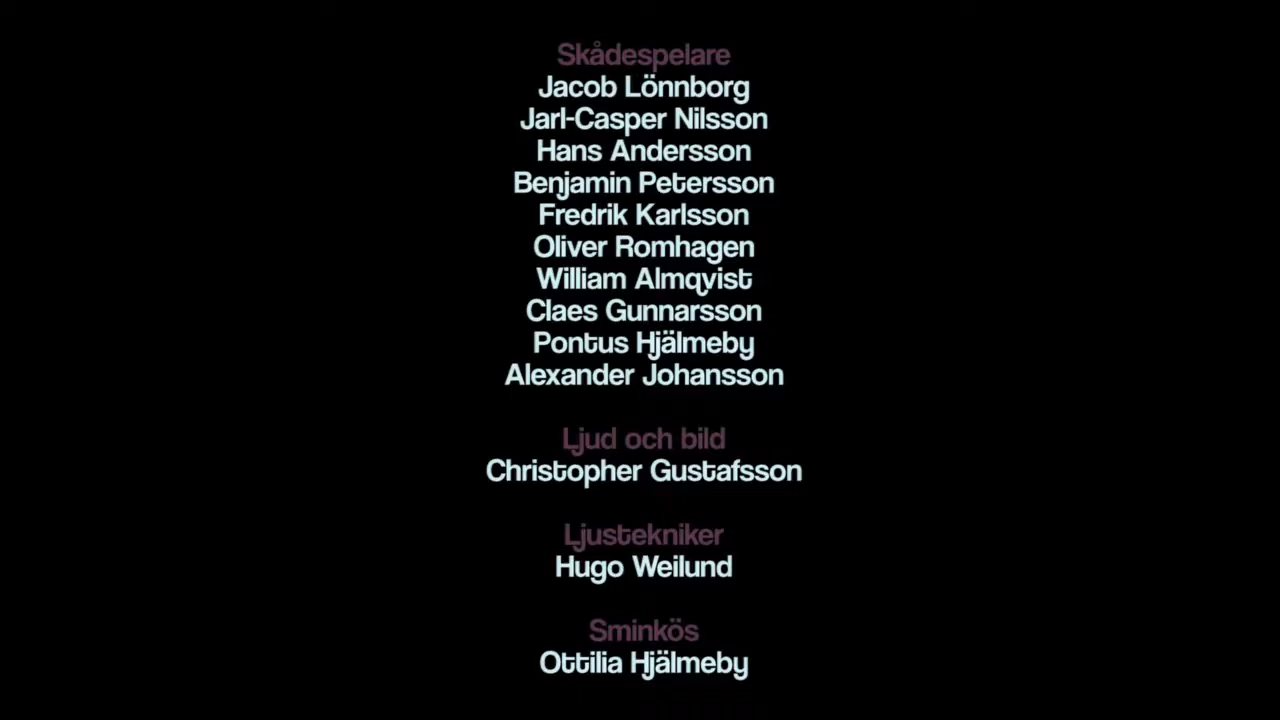 Skådespelare
Jacob Lönnborg
Jarl-Casper Nilsson
Hans Andersson
Benjamin Petersson
Fredrik Karlsson
Oliver Romhagen
William Almqvist
Claes Gunnarsson
Pontus Hjälmeby
Alexander Johansson
Ljud och bild
Christopher Gustafsson
Ljustekniker
Hugo Weilund
Sminkös
Ottilia Hjälmeby